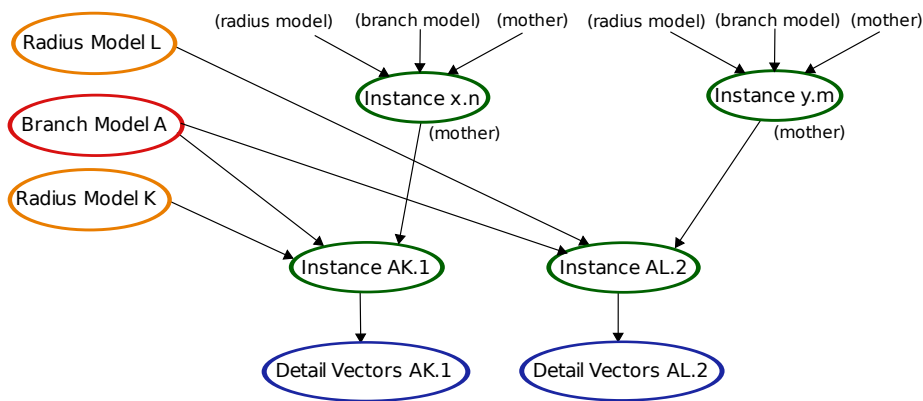 (radius model)
(branch model)
(mother)
(radius model)
(branch model)
(mother)
Radius Model L
Instance x.n
Instance y.m
Branch Model A
(mother)
(mother)
Radius Model K
Instance AK.1
Instance AL.2
Detail Vectors AK.1
Detail Vectors AL.2